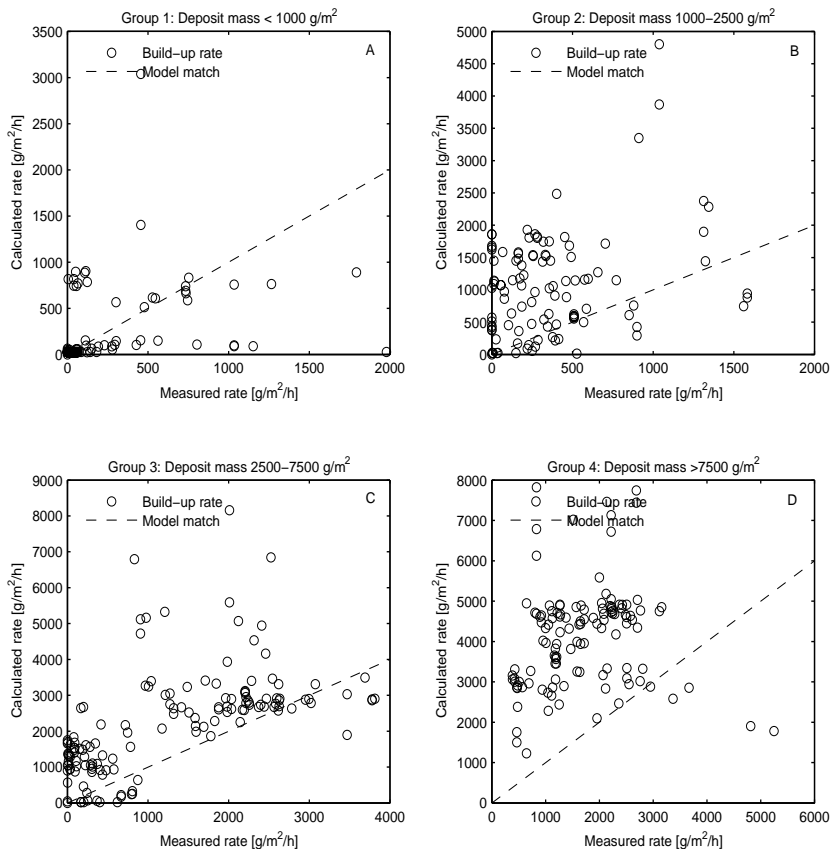 Group 1: Deposit mass < 1000 g/m²
A
Build−up rate
Model match
Calculated rate [g/m²/h]
3500
3000
2500
2000
1500
1000
500
0
0 500 1000 1500 2000
Measured rate [g/m²/h]
Group 2: Deposit mass 1000−2500 g/m²
B
Build−up rate
Model match
Calculated rate [g/m²/h]
5000
4500
4000
3500
3000
2500
2000
1500
1000
500
0
0 500 1000 1500 2000
Measured rate [g/m²/h]
Group 3: Deposit mass 2500−7500 g/m²
C
Build−up rate
Model match
Calculated rate [g/m²/h]
9000
8000
7000
6000
5000
4000
3000
2000
1000
0
0 1000 2000 3000 4000
Measured rate [g/m²/h]
Group 4: Deposit mass >7500 g/m²
D
Build−up rate
Model match
Calculated rate [g/m²/h]
8000
7000
6000
5000
4000
3000
2000
1000
0
0 1000 2000 3000 4000 5000 6000
Measured rate [g/m²/h]